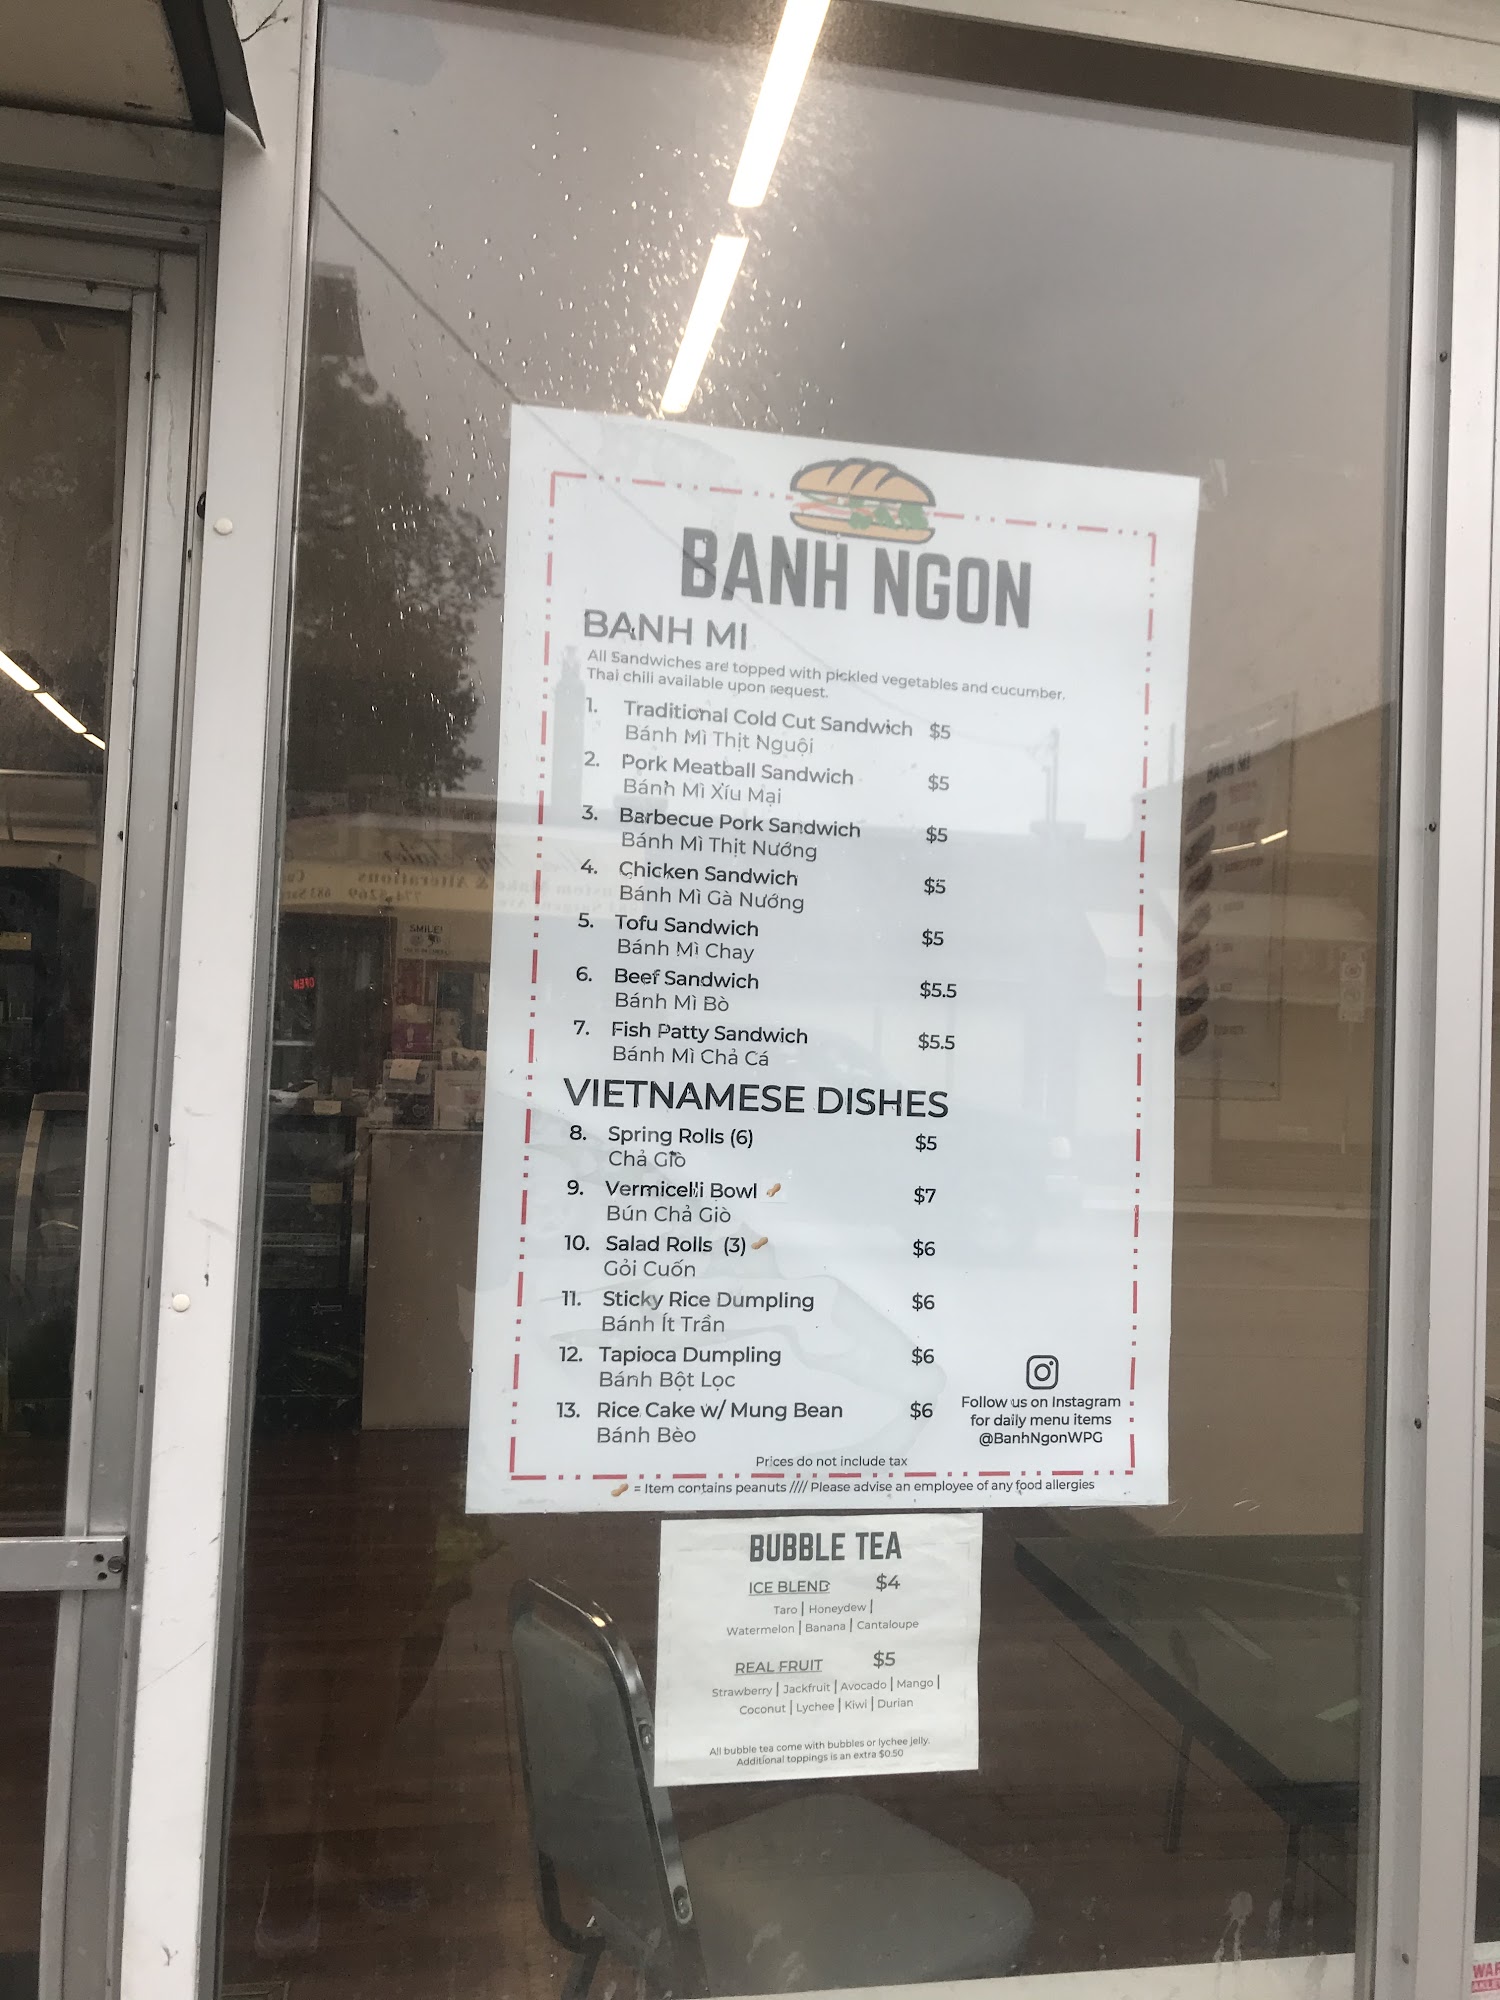 BANH NGON
BANH MI
All Sandwiches are topped with pickled vegetables and cucumber.
Thai chili available upon request.
1. Traditional Cold Cut Sandwich $5
Bánh Mì Thịt Nguội
2. Pork Meatball Sandwich $5
Bánh Mì Xíu Mại
3. Barbecue Pork Sandwich $5
Bánh Mì Thịt Nướng
4. Chicken Sandwich $5
Bánh Mì Gà Nướng
5. Tofu Sandwich $5
Bánh Mì Chay
6. Beef Sandwich $5.5
Bánh Mì Bò
7. Fish Patty Sandwich $5.5
Bánh Mì Chả Cá
VIETNAMESE DISHES
8. Spring Rolls (6) $5
Chả Giò
9. Vermicelli Bowl $7
Bún Chả Giò
10. Salad Rolls (3) $6
Gỏi Cuốn
11. Sticky Rice Dumpling $6
Bánh Ít Trần
12. Tapioca Dumpling $6
Bánh Bột Lọc
13. Rice Cake w/ Mung Bean $6
Bánh Bèo
Follow us on Instagram
for daily menu items
@BanhNgonWPG
Prices do not include tax
= Item contains peanuts //// Please advise an employee of any food allergies
BUBBLE TEA
ICE BLEND $4
Taro | Honeydew |
Watermelon | Banana | Cantaloupe
REAL FRUIT $5
Strawberry | Jackfruit | Avocado | Mango |
Coconut | Lychee | Kiwi | Durian
All bubble tea come with bubbles or lychee jelly.
Additional toppings is an extra $0.50
SMILE!
OPEN
BANH MI